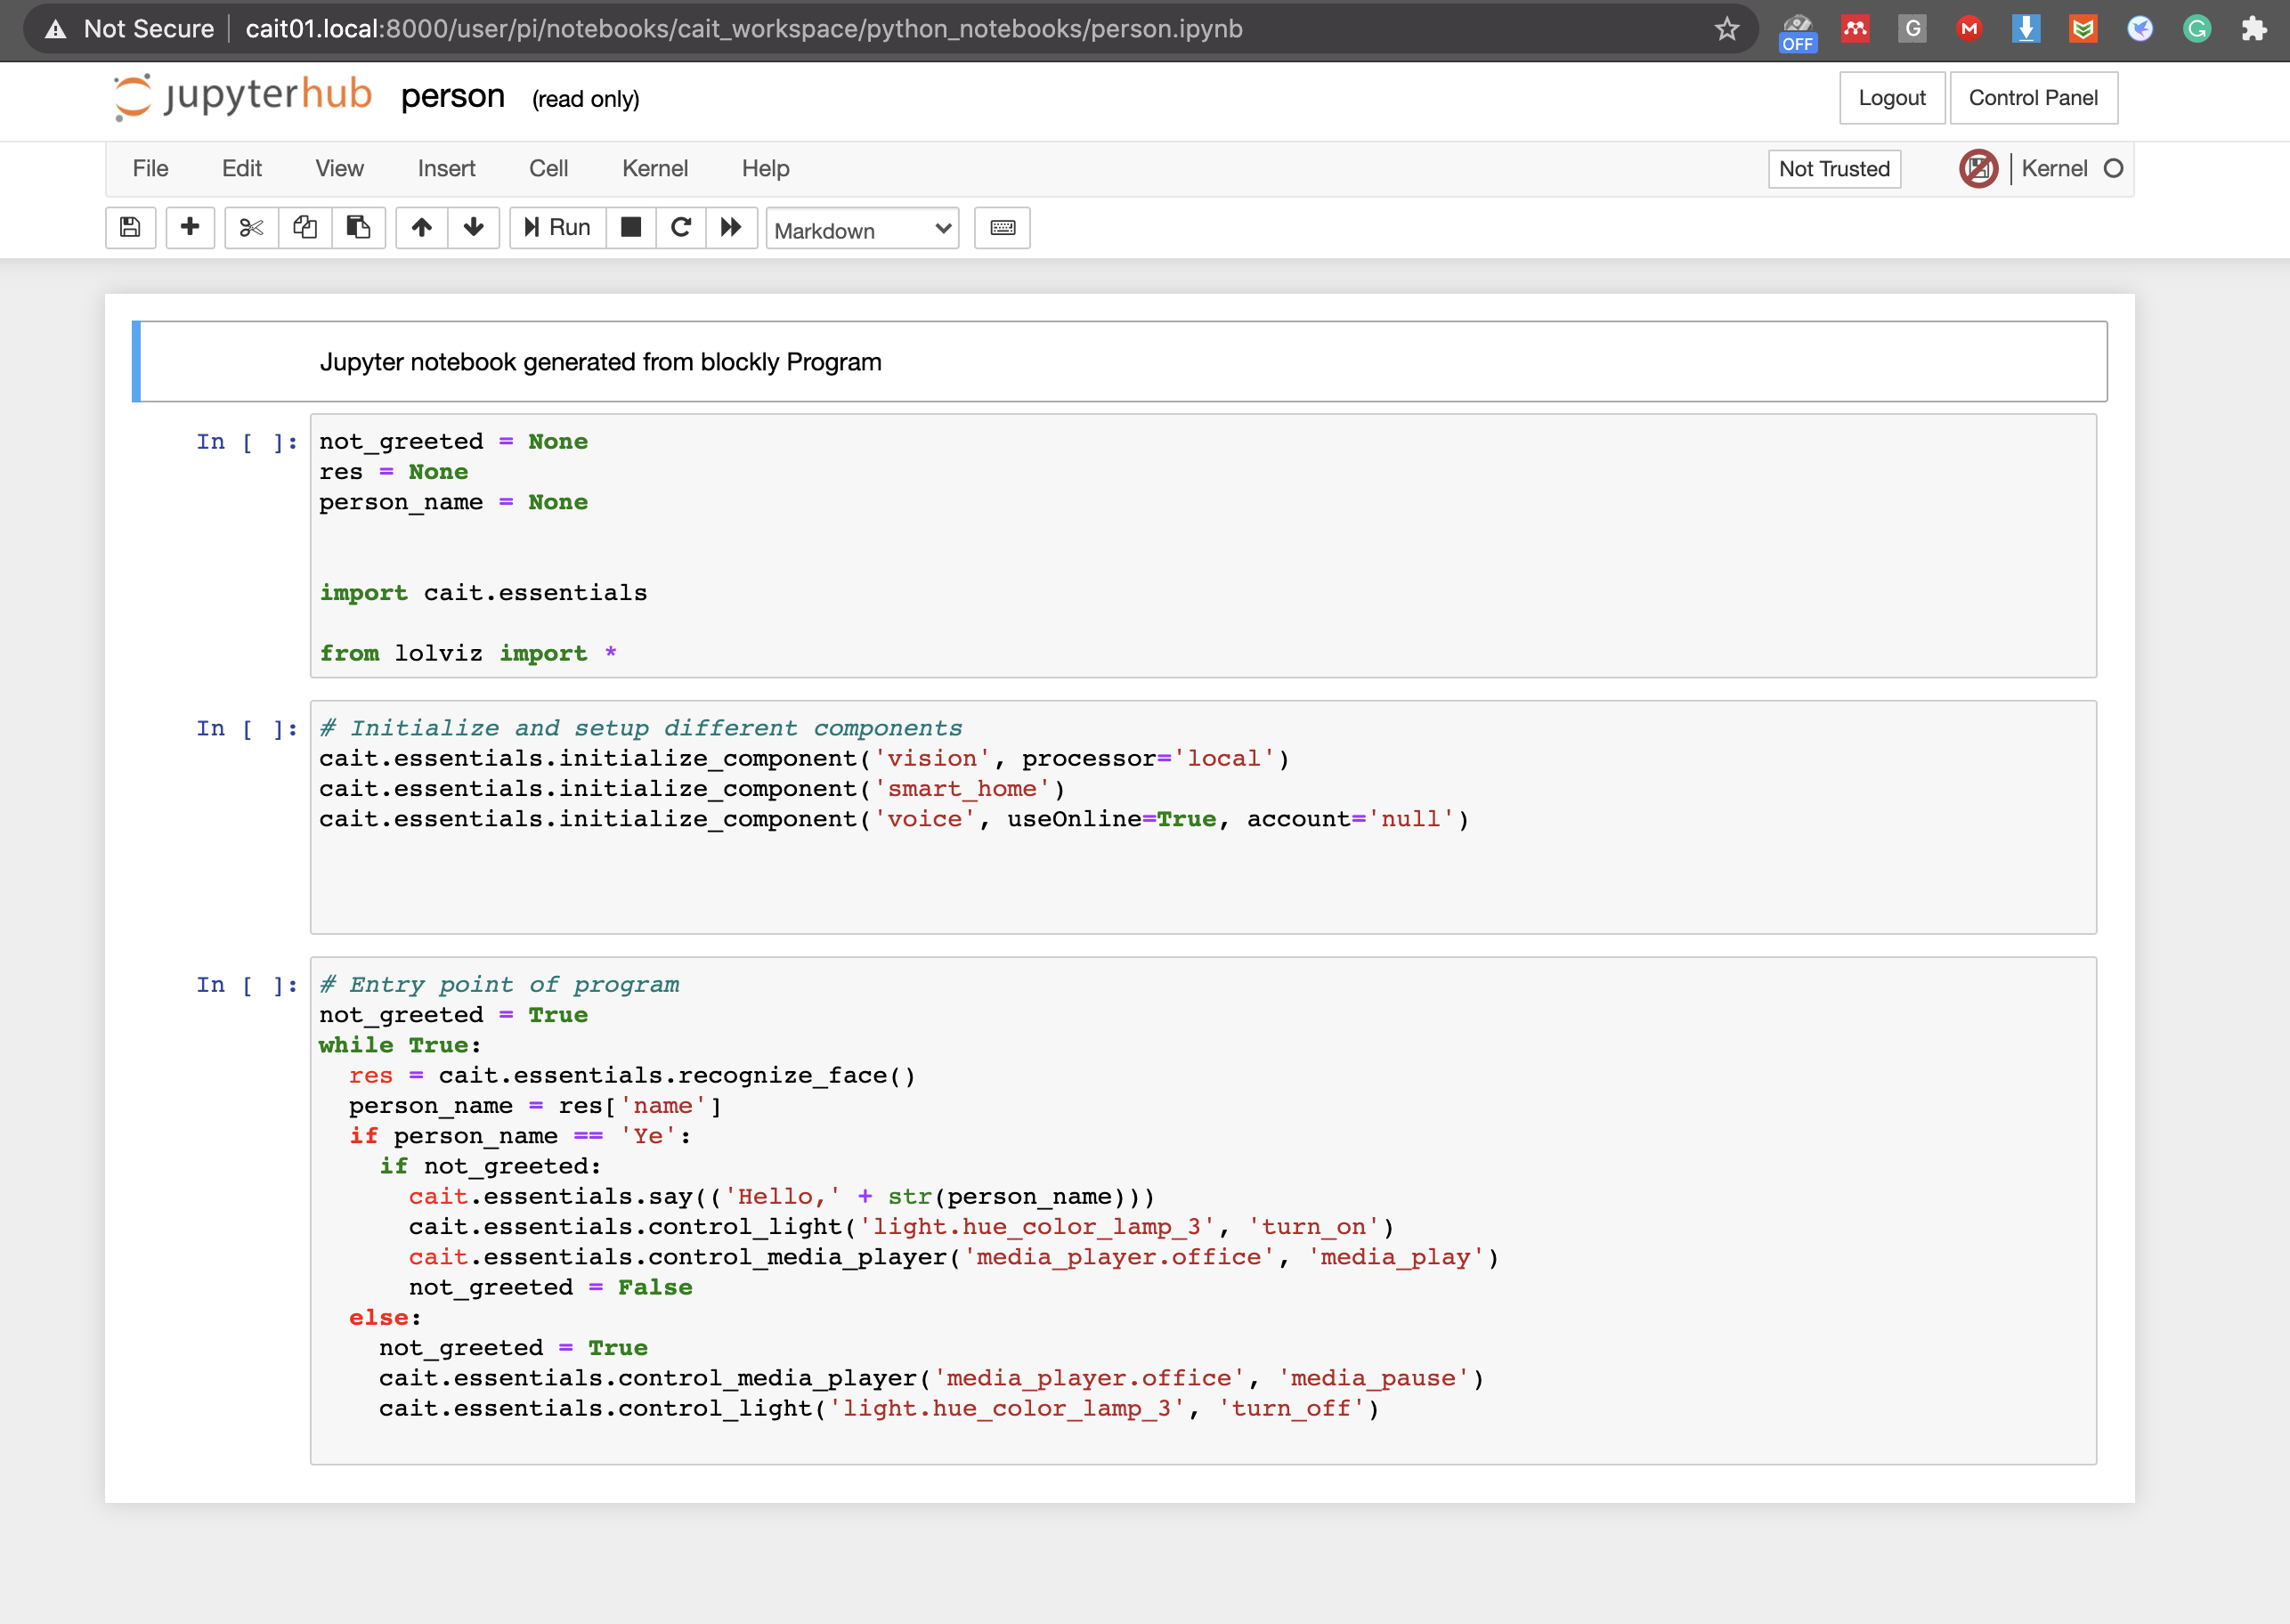 Not Secure cait01.local:8000/user/pi/notebooks/cait_workspace/python_notebooks/person.ipynb
OFF
G
M
G
jupyterhub person (read only)
Logout
Control Panel
File Edit View Insert Cell Kernel Help
Not Trusted
Kernel
Run
Markdown
Jupyter notebook generated from blockly Program
In [ ]:
not_greeted = None
res = None
person_name = None
import cait.essentials
from lolviz import *
In [ ]:
# Initialize and setup different components
cait.essentials.initialize_component('vision', processor='local')
cait.essentials.initialize_component('smart_home')
cait.essentials.initialize_component('voice', useOnline=True, account='null')
In [ ]:
# Entry point of program
not_greeted = True
while True:
  res = cait.essentials.recognize_face()
  person_name = res['name']
  if person_name == 'Ye':
    if not_greeted:
      cait.essentials.say(('Hello,' + str(person_name)))
      cait.essentials.control_light('light.hue_color_lamp_3', 'turn_on')
      cait.essentials.control_media_player('media_player.office', 'media_play')
      not_greeted = False
  else:
    not_greeted = True
    cait.essentials.control_media_player('media_player.office', 'media_pause')
    cait.essentials.control_light('light.hue_color_lamp_3', 'turn_off')